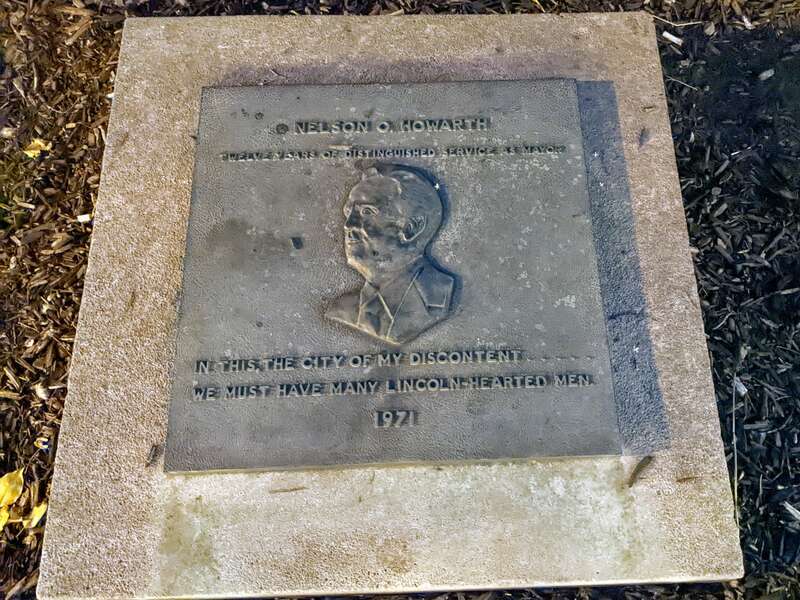 NELSON O. HOWARTH
TWELVE YEARS OF DISTINGUISHED SERVICE AS MAYOR
IN THIS, THE CITY OF MY DISCONTENT . . . . .
WE MUST HAVE MANY LINCOLN-HEARTED MEN.
1971